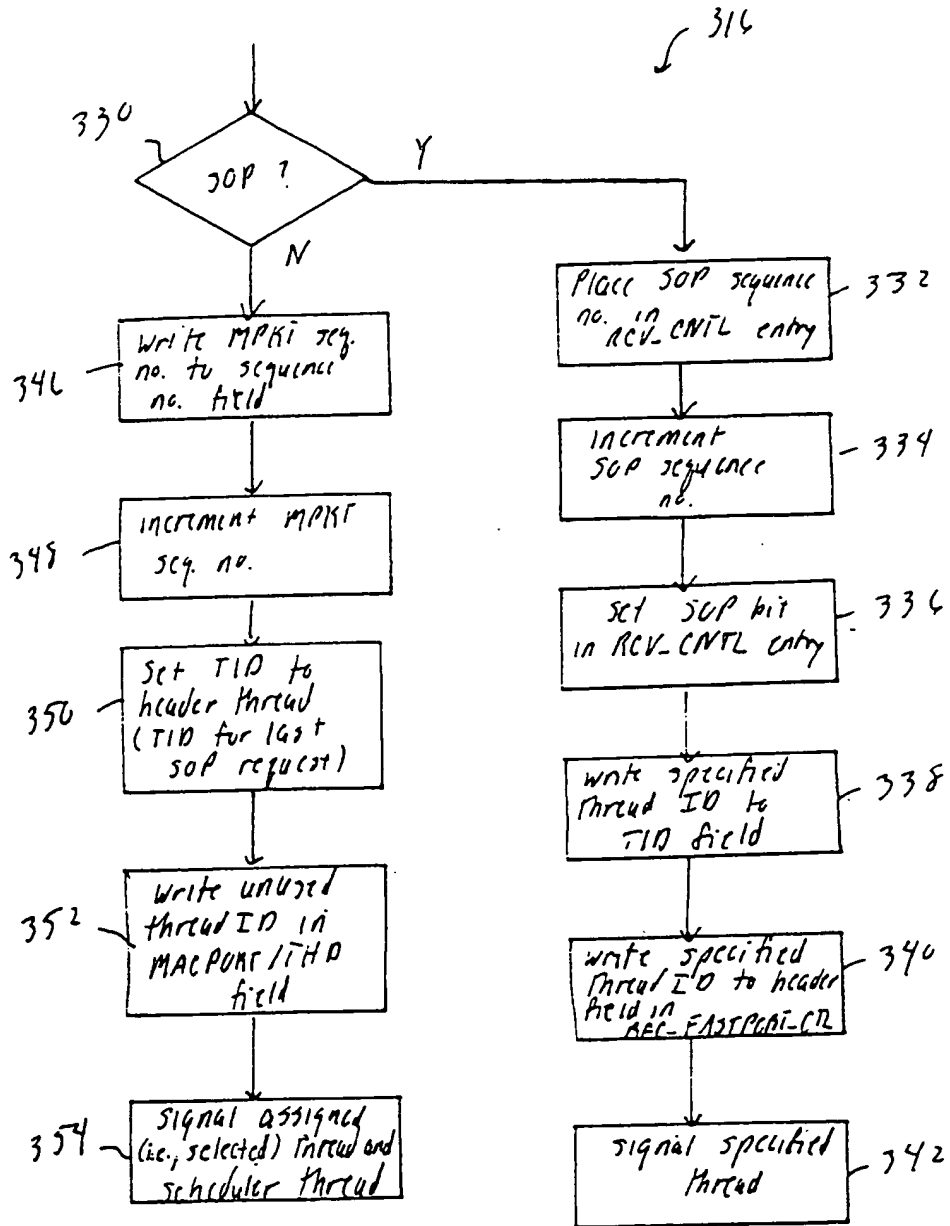 316
330
SOP ?
Y
N
Place SOP sequence
no. in
RCV_CNTL entry
332
increment
SOP sequence
no.
334
set SOP bit
in RCV_CNTL entry
336
write specified
thread ID to
TID field
338
write specified
thread ID to header
field in
REC_FASTPORT_CTL
340
signal specified
thread
342
346
write MPKT seq.
no. to sequence
no. field
348
increment MPKT
seq. no.
350
Set TID to
header thread
(TID for last
SOP request)
352
write unused
thread ID in
MACPORT/THD
field
354
signal assigned
(i.e., selected) thread and
scheduler thread